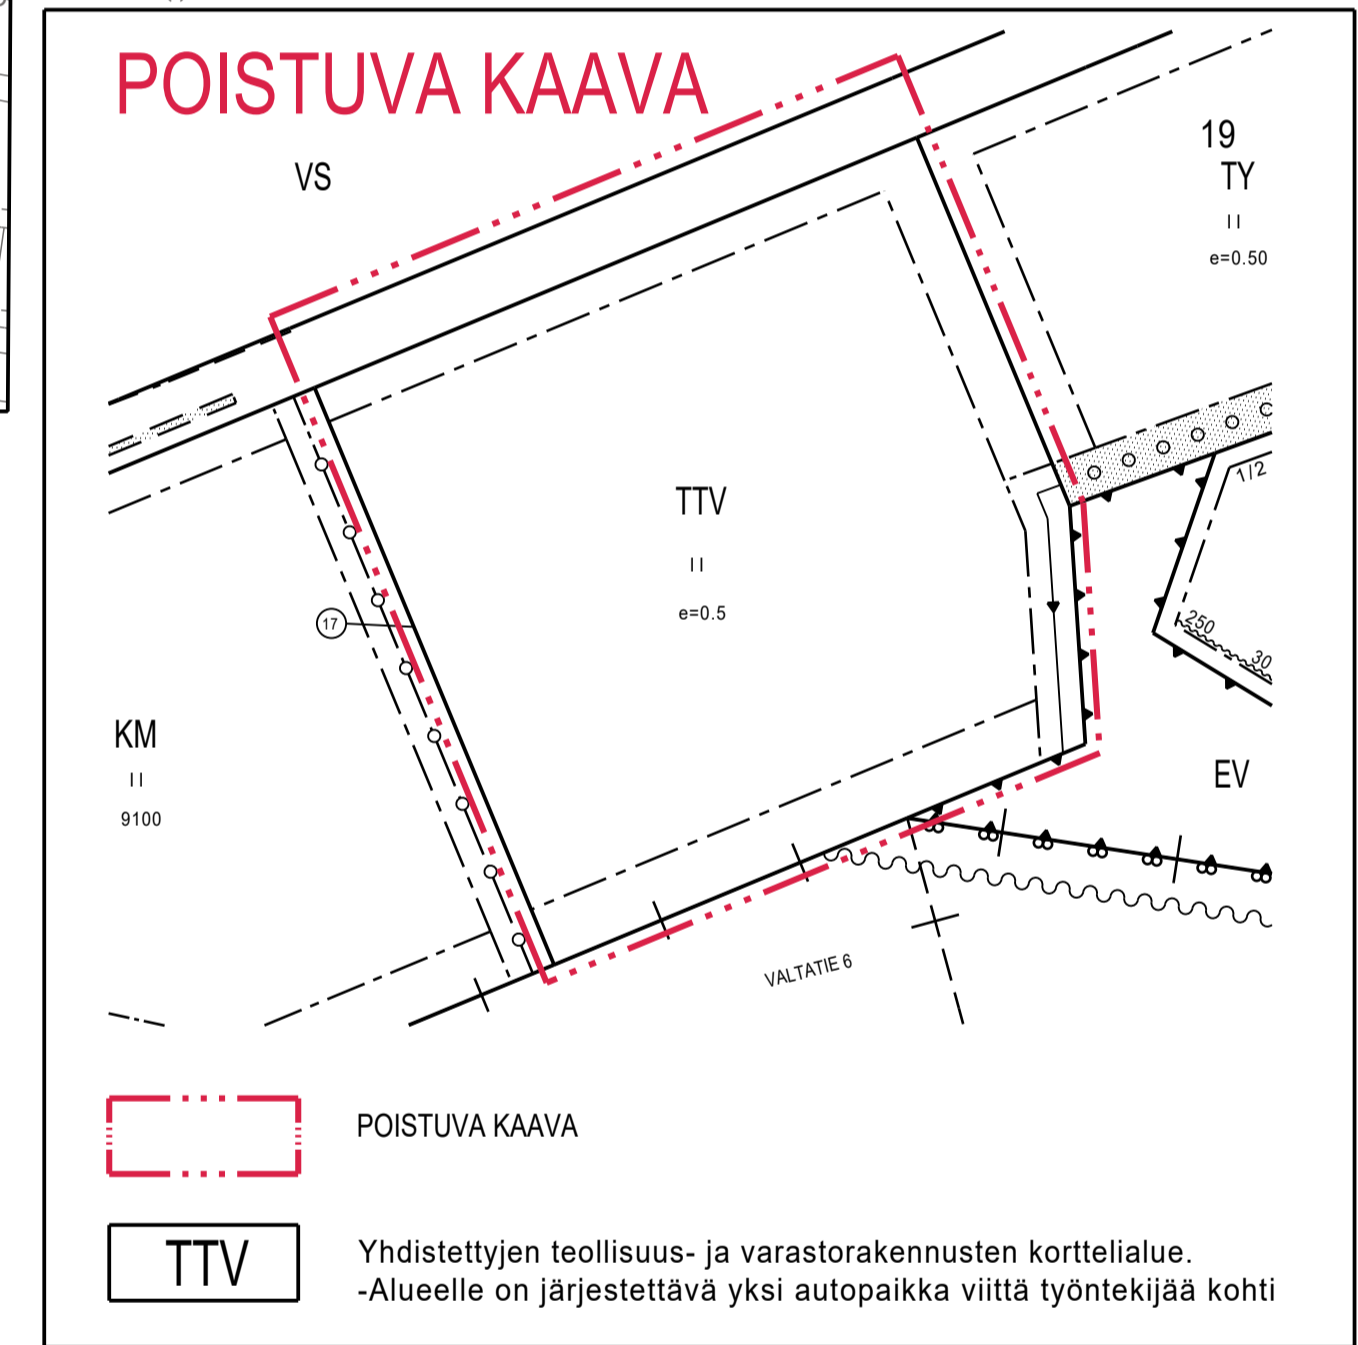 POISTUVA KAAVA
VS
19
TY
II
e=0.50
TTV
II
e=0.5
1/2
250
30
17
KM
II
9100
EV
VALTATIE 6
POISTUVA KAAVA
TTV
Yhdistettyjen teollisuus- ja varastorakennusten korttelialue.
-Alueelle on järjestettävä yksi autopaikka viittä työntekijää kohti